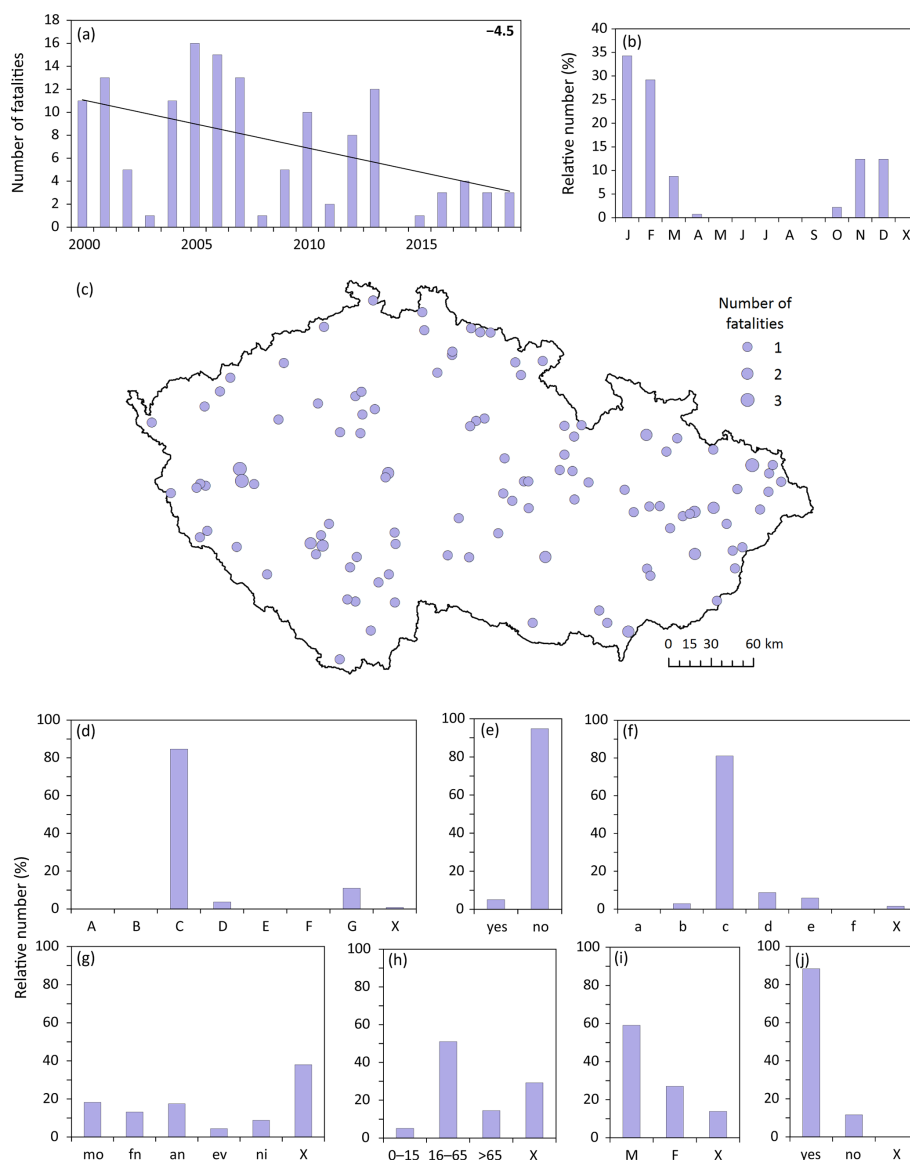 (a)
−4.5
Number of fatalities
18
16
14
12
10
8
6
4
2
0
2000 2005 2010 2015
(b)
Relative number (%)
40
35
30
25
20
15
10
5
0
J F M A M J J A S O N D X
(c)
Number of
fatalities
1
2
3
0 15 30 60 km
Relative number (%)
(d)
100
80
60
40
20
0
A B C D E F G X
(e)
100
80
60
40
20
0
yes no
(f)
100
80
60
40
20
0
a b c d e f X
(g)
100
80
60
40
20
0
mo fn an ev ni X
(h)
100
80
60
40
20
0
0–15 16–65 >65 X
(i)
100
80
60
40
20
0
M F X
(j)
100
80
60
40
20
0
yes no X